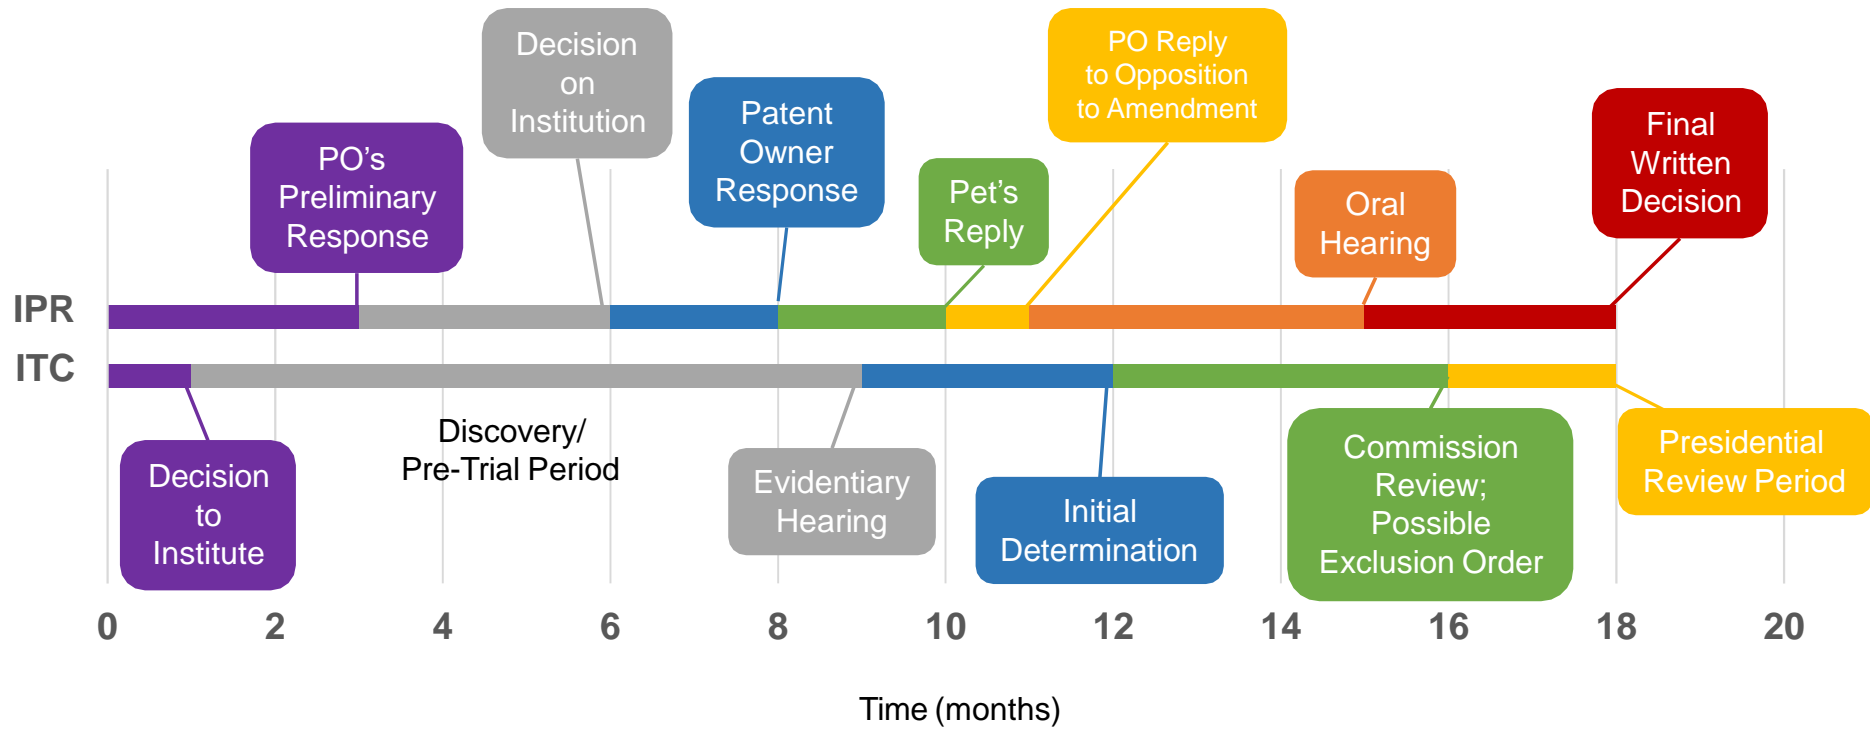 Decision
on
Institution
PO Reply
to Opposition
to Amendment
Patent
Owner
Response
Final
Written
Decision
PO’s
Preliminary
Response
Pet’s
Reply
Oral
Hearing
IPR
ITC
Discovery/
Pre-Trial Period
Decision
to
Institute
Evidentiary
Hearing
Initial
Determination
Commission
Review;
Possible
Exclusion Order
Presidential
Review Period
0 2 4 6 8 10 12 14 16 18 20
Time (months)